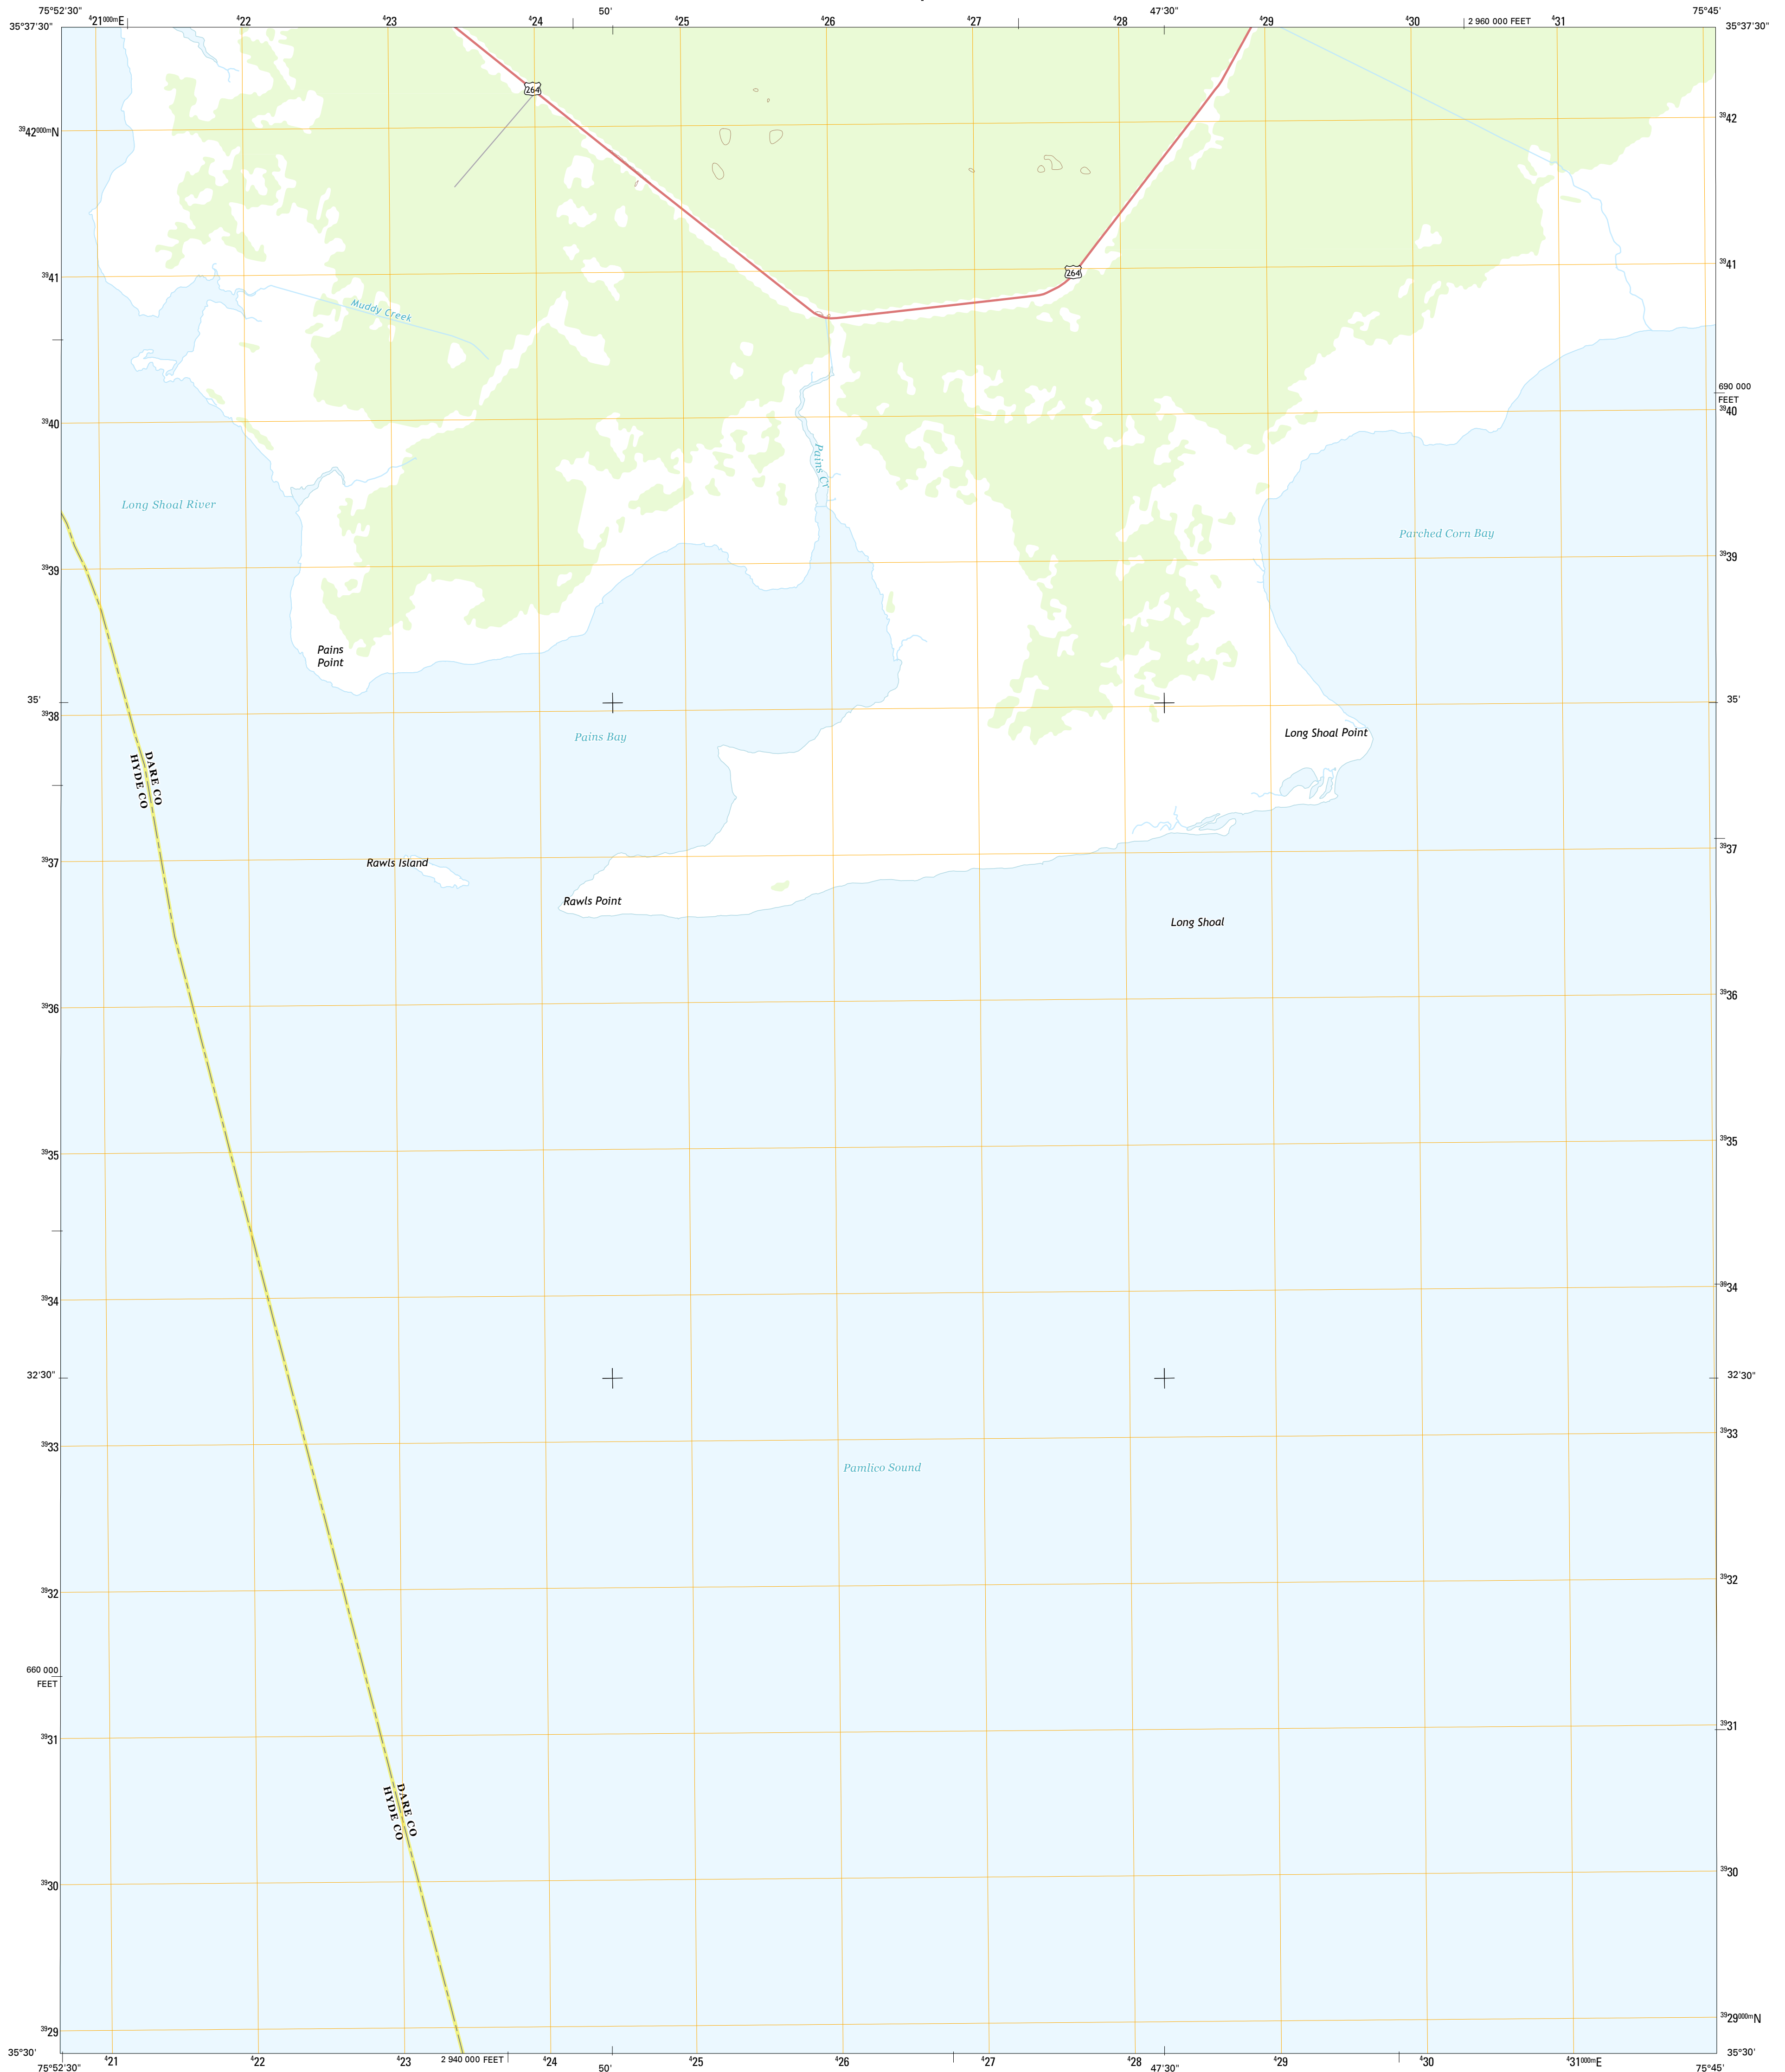 75°52'30"
⁴21⁰⁰⁰ᵐE
⁴22
⁴23
⁴24
50'
⁴25
⁴26
⁴27
⁴28
47'30"
⁴29
⁴30
2 960 000 FEET
⁴31
75°45'
35°37'30"
35°37'30"
264
³⁹42⁰⁰⁰ᵐN
³⁹42
³⁹41
264
³⁹41
Muddy Creek
690 000
FEET
³⁹40
³⁹40
Pains Cr
Long Shoal River
Parched Corn Bay
³⁹39
³⁹39
Pains
Point
35'
35'
³⁹38
Long Shoal Point
Pains Bay
DARE CO
HYDE CO
³⁹37
Rawls Island
³⁹37
Rawls Point
Long Shoal
³⁹36
³⁹36
³⁹35
³⁹35
³⁹34
³⁹34
32'30"
32'30"
³⁹33
³⁹33
Pamlico Sound
³⁹32
³⁹32
660 000
FEET
³⁹31
³⁹31
DARE CO
HYDE CO
³⁹30
³⁹30
³⁹29
³⁹29⁰⁰⁰ᵐN
35°30'
35°30'
75°52'30"
⁴21
⁴22
⁴23
2 940 000 FEET
⁴24
50'
⁴25
⁴26
⁴27
⁴28
47'30"
⁴29
⁴30
⁴31⁰⁰⁰ᵐE
75°45'